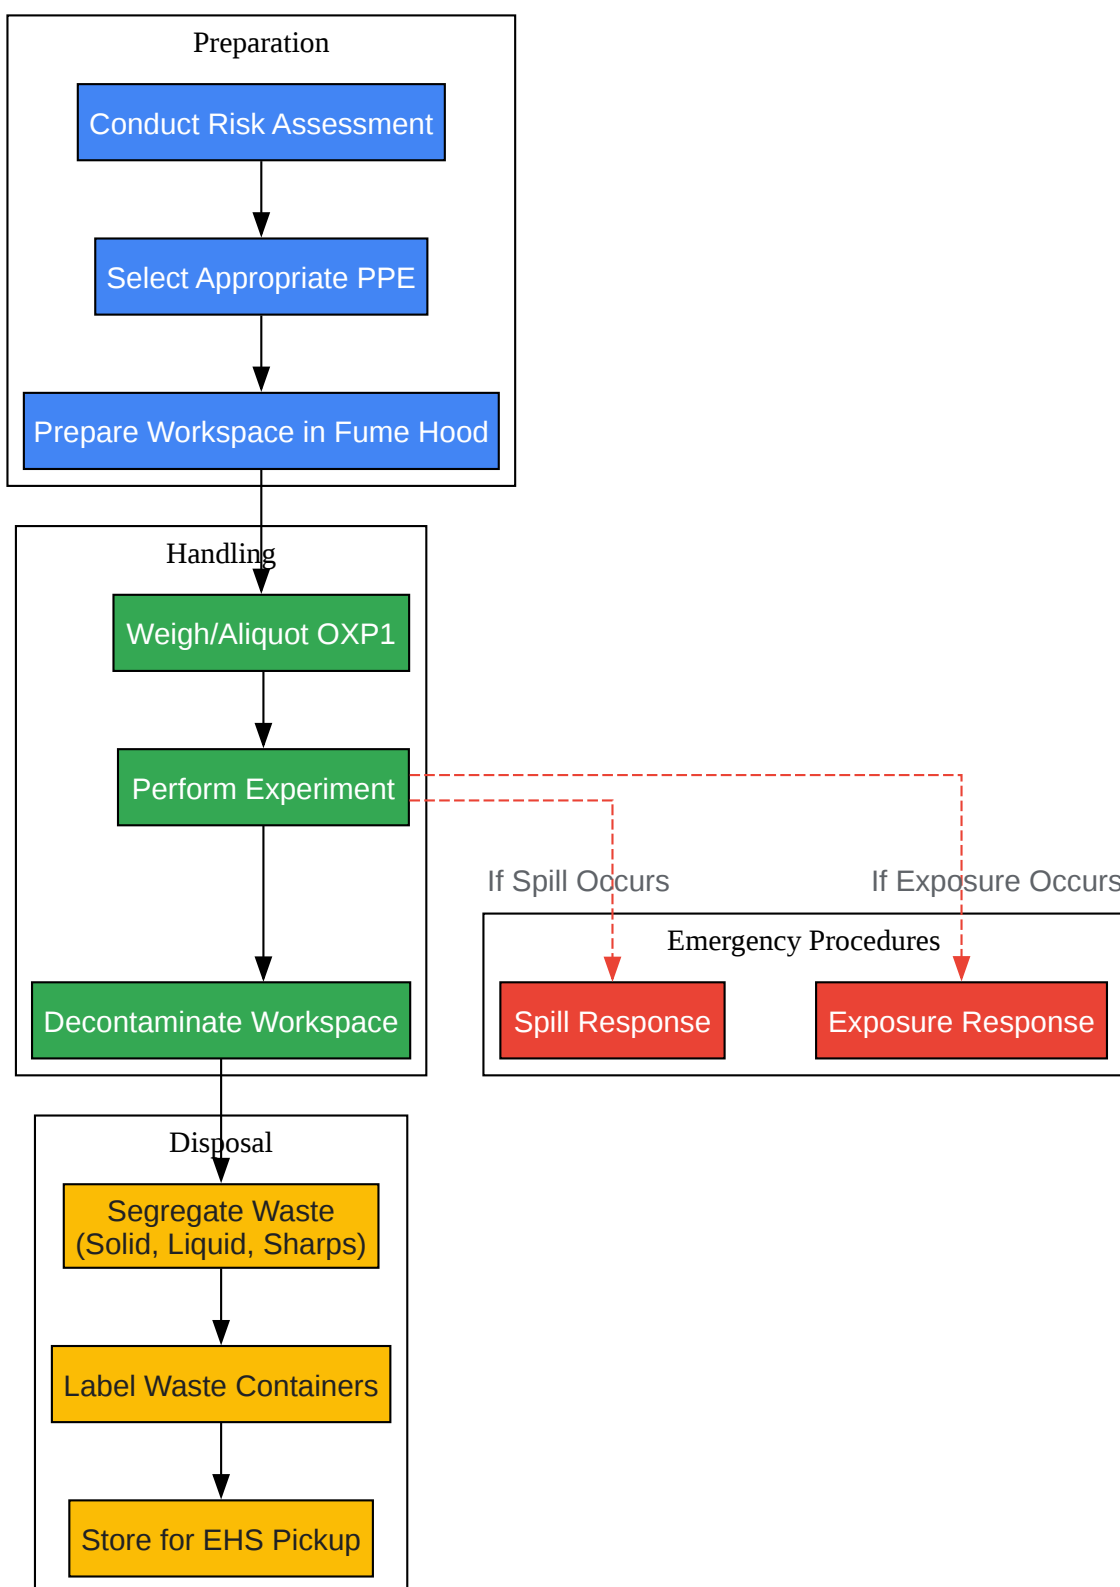 Preparation
Conduct Risk Assessment
Select Appropriate PPE
Prepare Workspace in Fume Hood
Handling
Weigh/Aliquot OXP1
Perform Experiment
If Spill Occurs
If Exposure Occurs
Emergency Procedures
Decontaminate Workspace
Spill Response
Exposure Response
Disposal
Segregate Waste
(Solid, Liquid, Sharps)
Label Waste Containers
Store for EHS Pickup